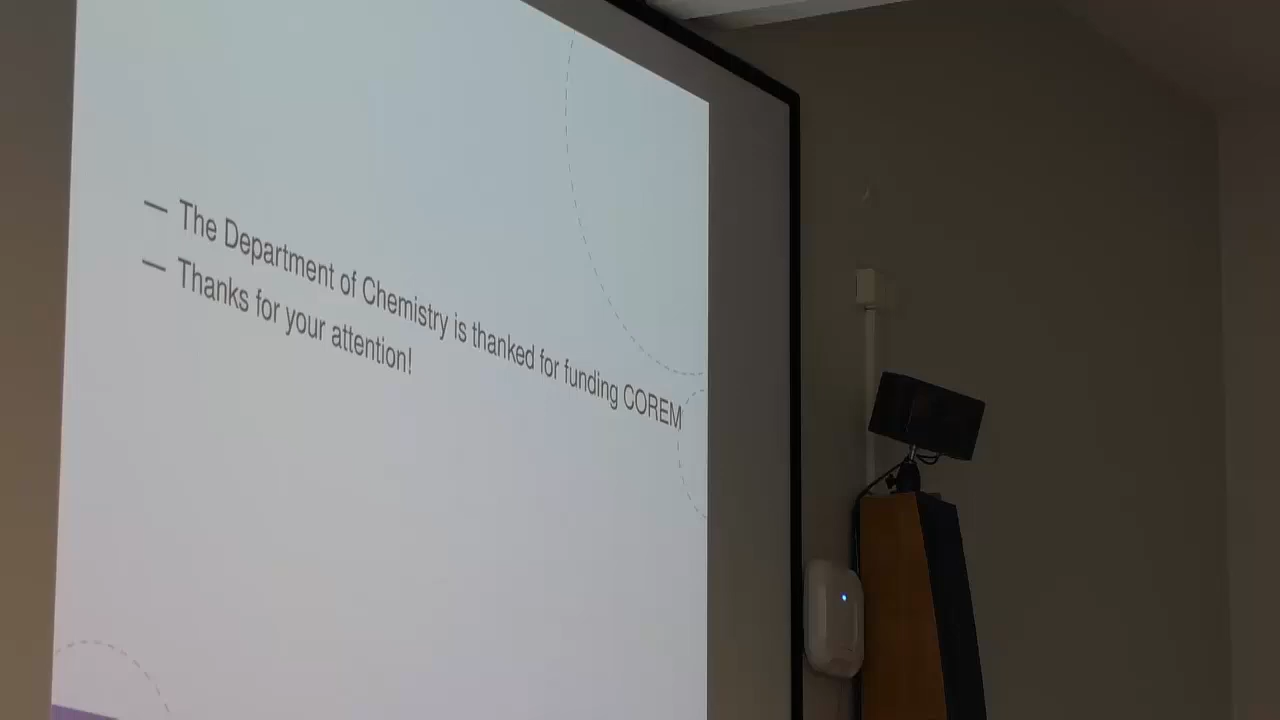 — The Department of Chemistry is thanked for funding COREM
— Thanks for your attention!